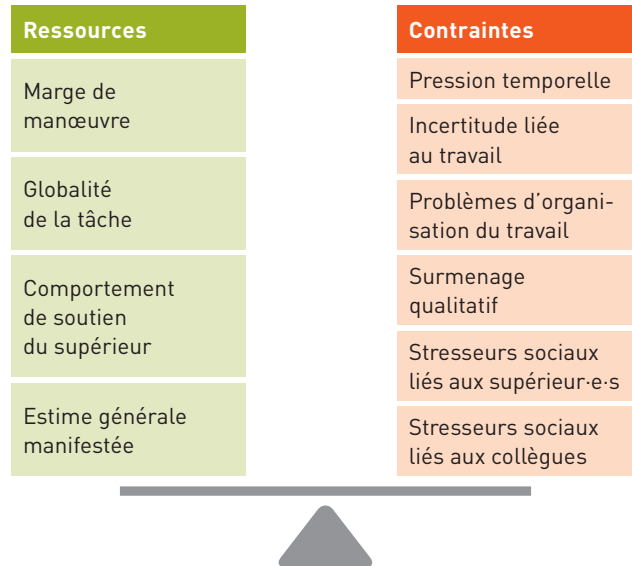 Ressources
Marge de
manœuvre
Globalité
de la tâche
Comportement
de soutien
du supérieur
Estime générale
manifestée
Contraintes
Pression temporelle
Incertitude liée
au travail
Problèmes d'organi-
sation du travail
Surmenage
qualitatif
Stresseurs sociaux
liés aux supérieur·e·s
Stresseurs sociaux
liés aux collègues